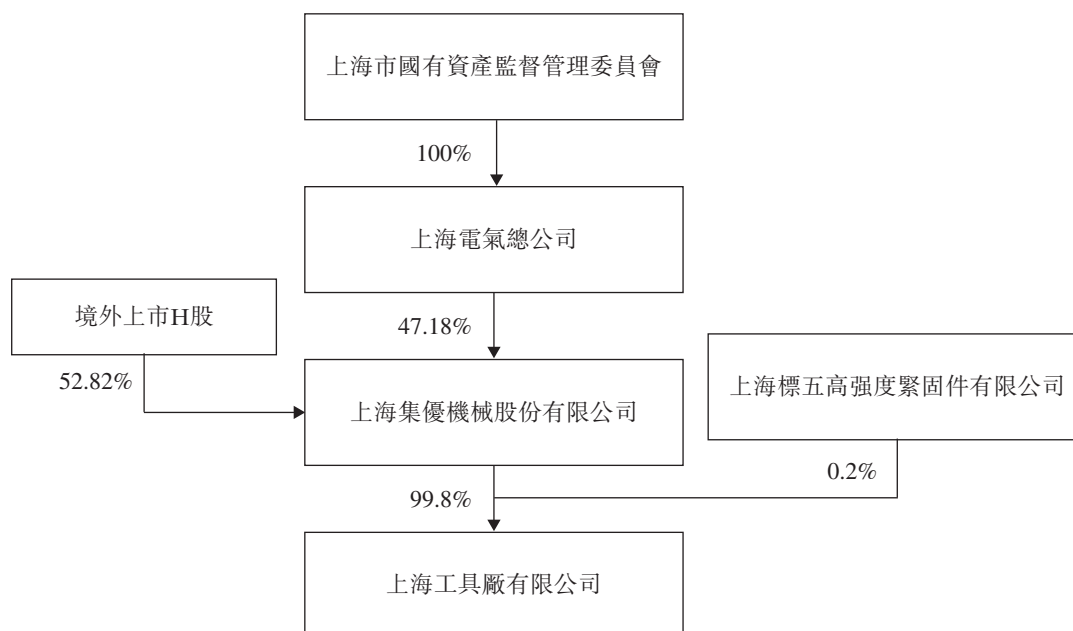 上海市國有資產監督管理委員會
100%
上海電氣總公司
境外上市H股
47.18%
52.82%
上海集優機械股份有限公司
上海標五高强度緊固件有限公司
0.2%
99.8%
上海工具廠有限公司